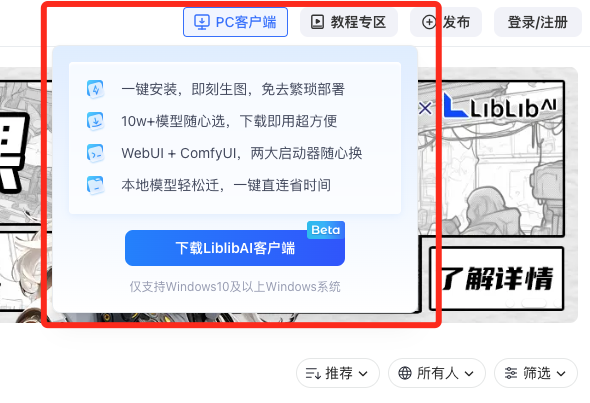 PC客户端 教程专区 发布 登录/注册
一键安装，即刻生图，免去繁琐部署
10w+模型随心选，下载即用超方便
WebUI + ComfyUI，两大启动器随心换
本地模型轻松迁，一键直连省时间
× LibLibAI
Beta
下载LiblibAI客户端
仅支持Windows10及以上Windows系统
了解详情
推荐 所有人 筛选